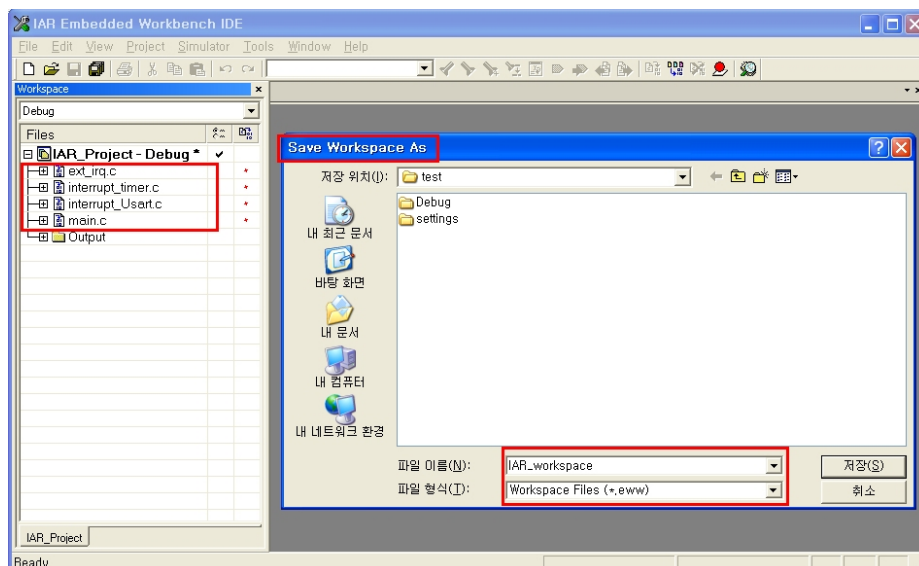 IAR Embedded Workbench IDE
File Edit View Project Simulator Tools Window Help
Workspace
Debug
Files
IAR_Project - Debug *
ext_irq.c
interrupt_timer.c
interrupt_Usart.c
main.c
Output
IAR_Project
Ready
Save Workspace As
저장 위치(I): test
Debug
settings
내 최근 문서
바탕 화면
내 문서
내 컴퓨터
내 네트워크 환경
파일 이름(N): IAR_workspace 저장(S)
파일 형식(T): Workspace Files (*.eww) 취소